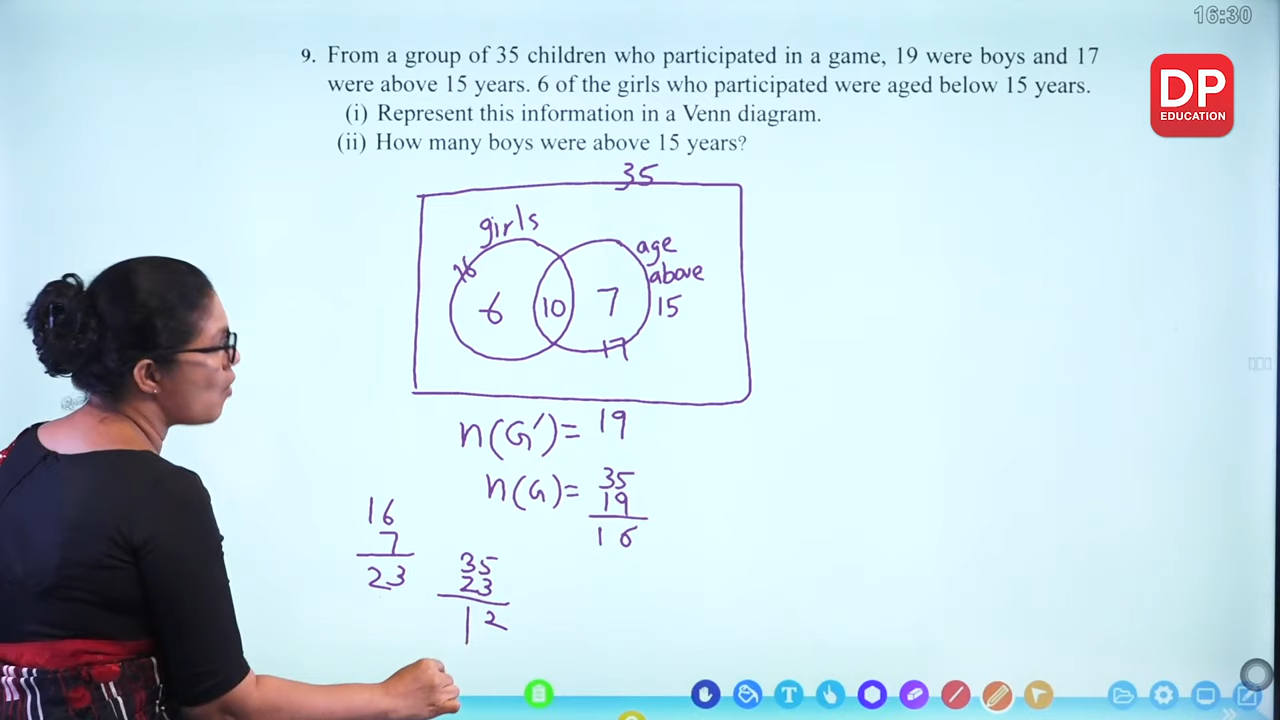 16:30
9. From a group of 35 children who participated in a game, 19 were boys and 17
were above 15 years. 6 of the girls who participated were aged below 15 years.
(i) Represent this information in a Venn diagram.
(ii) How many boys were above 15 years?
DP
EDUCATION
35
girls
age
above
15
16
6
10
7
17
n(G')= 19
n(G)= 35
19
16
16
7
23
35
23
12